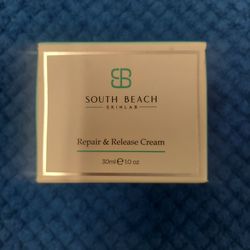 SB
SOUTH BEACH
SKINLAB
Repair & Release Cream
30ml ℮ 1.0 oz